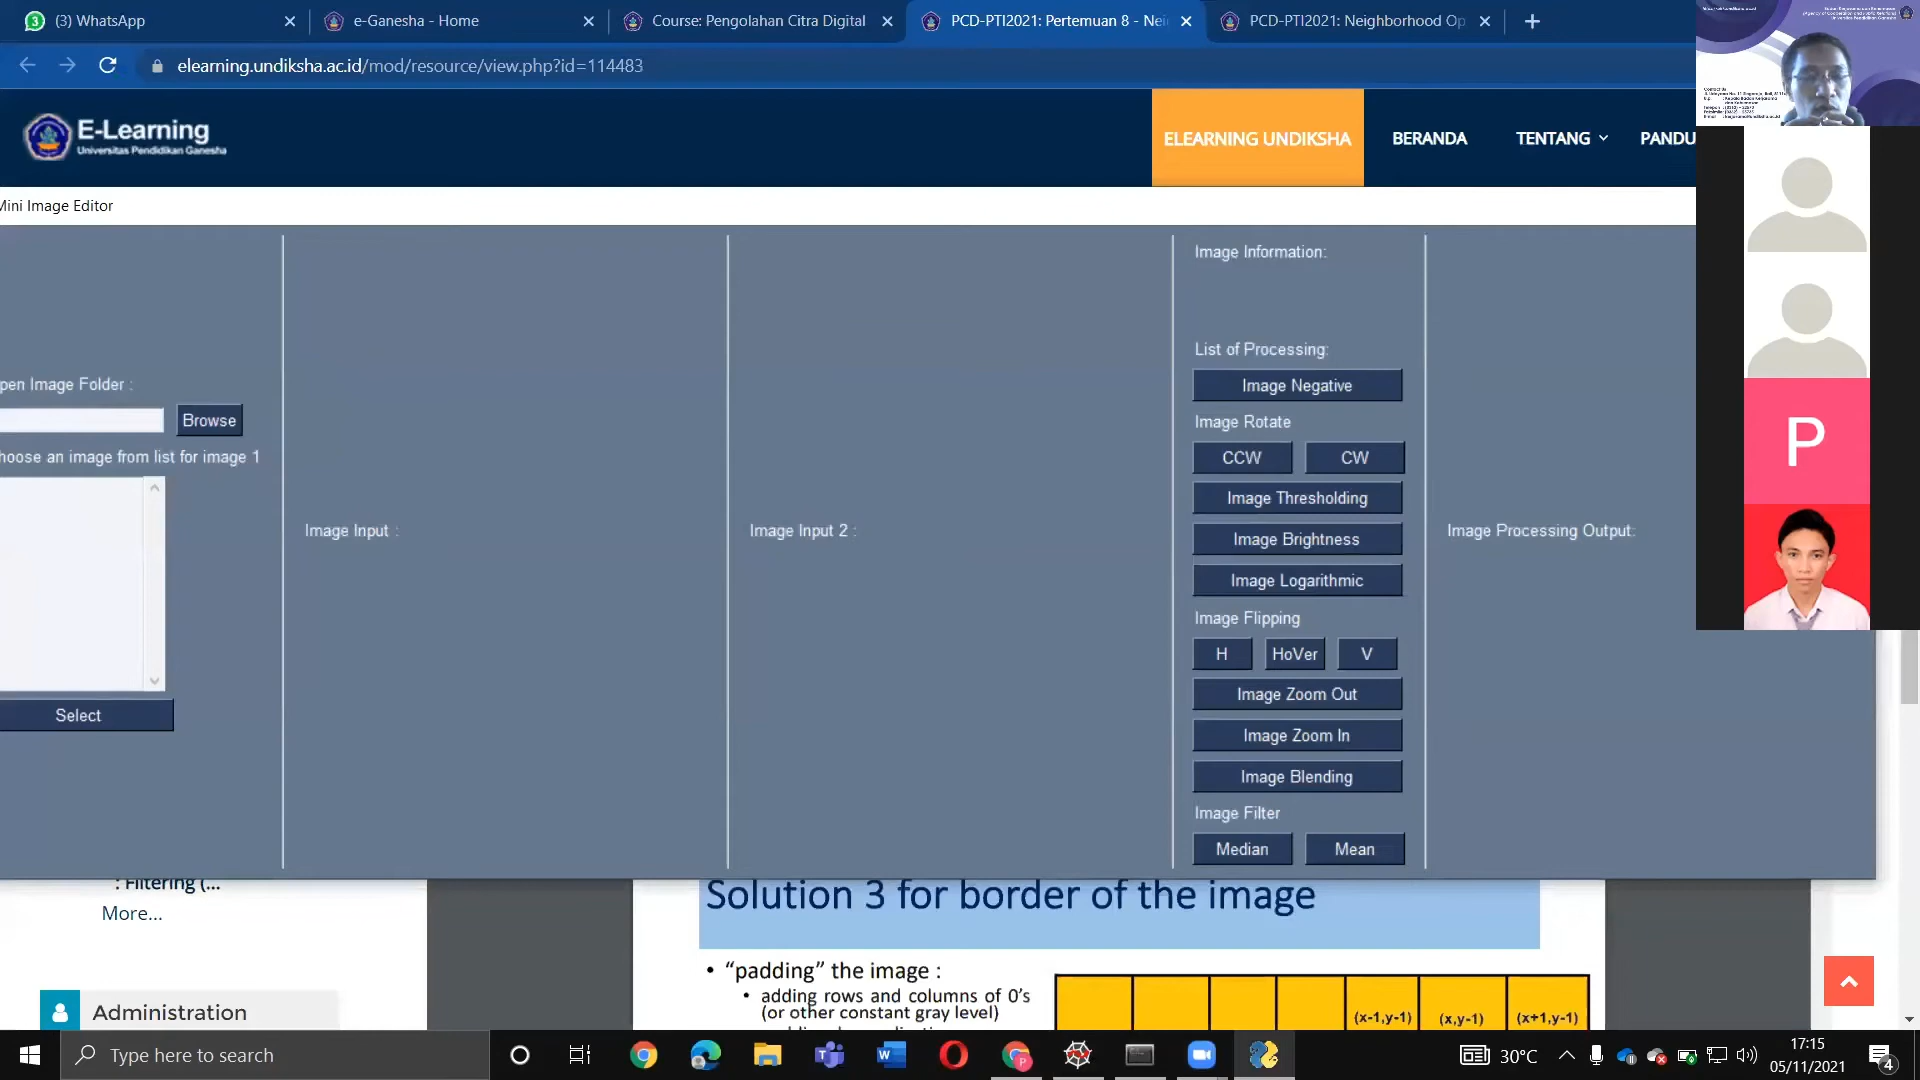 (3) WhatsApp
e-Ganesha - Home
Course: Pengolahan Citra Digital
PCD-PTI2021: Pertemuan 8 - Nei
PCD-PTI2021: Neighborhood Op
elearning.undiksha.ac.id/mod/resource/view.php?id=114483
E-Learning
Universitas Pendidikan Ganesha
ELEARNING UNDIKSHA
BERANDA
TENTANG
PANDU
Mini Image Editor
pen Image Folder :
Browse
hoose an image from list for image 1
Select
Image Input :
Image Input 2 :
Image Information:
List of Processing:
Image Negative
Image Rotate
CCW
CW
Image Thresholding
Image Brightness
Image Logarithmic
Image Flipping
H
HoVer
V
Image Zoom Out
Image Zoom In
Image Blending
Image Filter
Median
Mean
Image Processing Output:
P
: Filtering (...
More...
Administration
Solution 3 for border of the image
• "padding" the image :
• adding rows and columns of 0's
(or other constant gray level)
(x-1,y-1)
(x,y-1)
(x+1,y-1)
Type here to search
30°C
17:15
05/11/2021
4